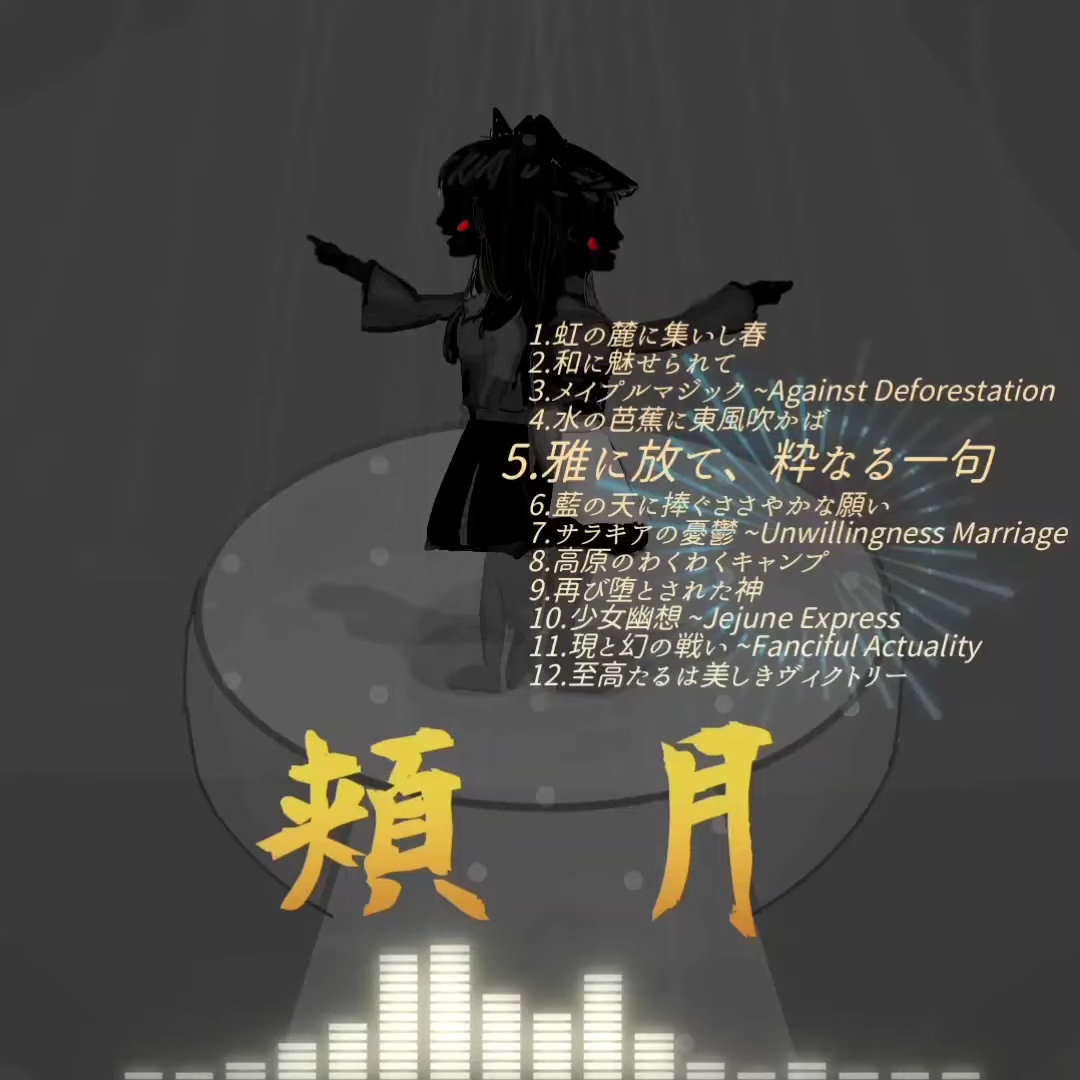 1.虹の麓に集いし春
2.和に魅せられて
3.メイプルマジック ~Against Deforestation
4.水の芭蕉に東風吹かば
5.雅に放て、粋なる一句
6.藍の天に捧ぐささやかな願い
7.サラキアの憂鬱 ~Unwillingness Marriage
8.高原のわくわくキャンプ
9.再び堕とされた神
10.少女幽想 ~Jejune Express
11.現と幻の戦い ~Fanciful Actuality
12.至高たるは美しきヴィクトリー
頬月